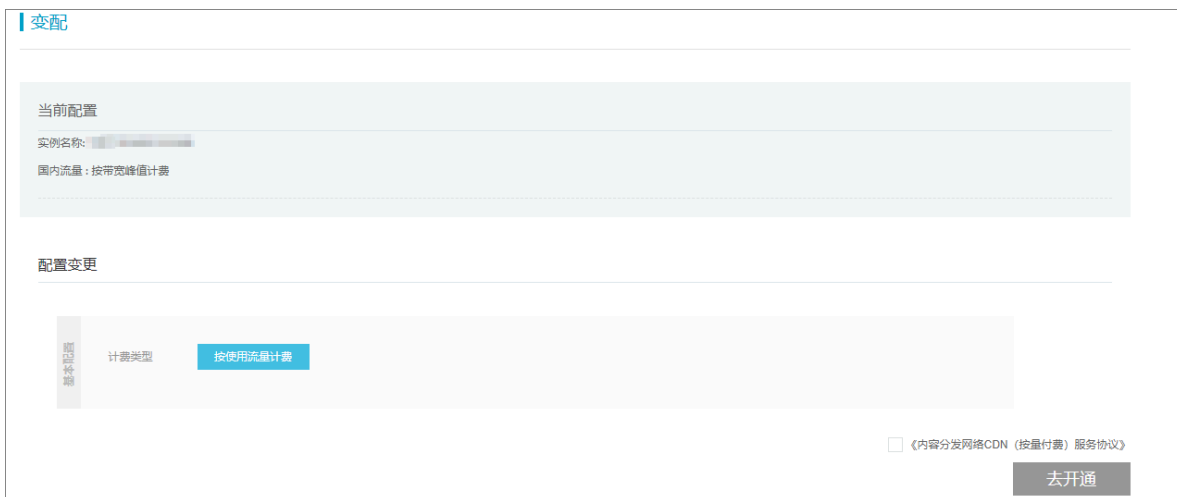 变配
当前配置
实例名称:
国内流量 : 按带宽峰值计费
配置变更
基本配置
计费类型
按使用流量计费
《内容分发网络CDN（按量付费）服务协议》
去开通